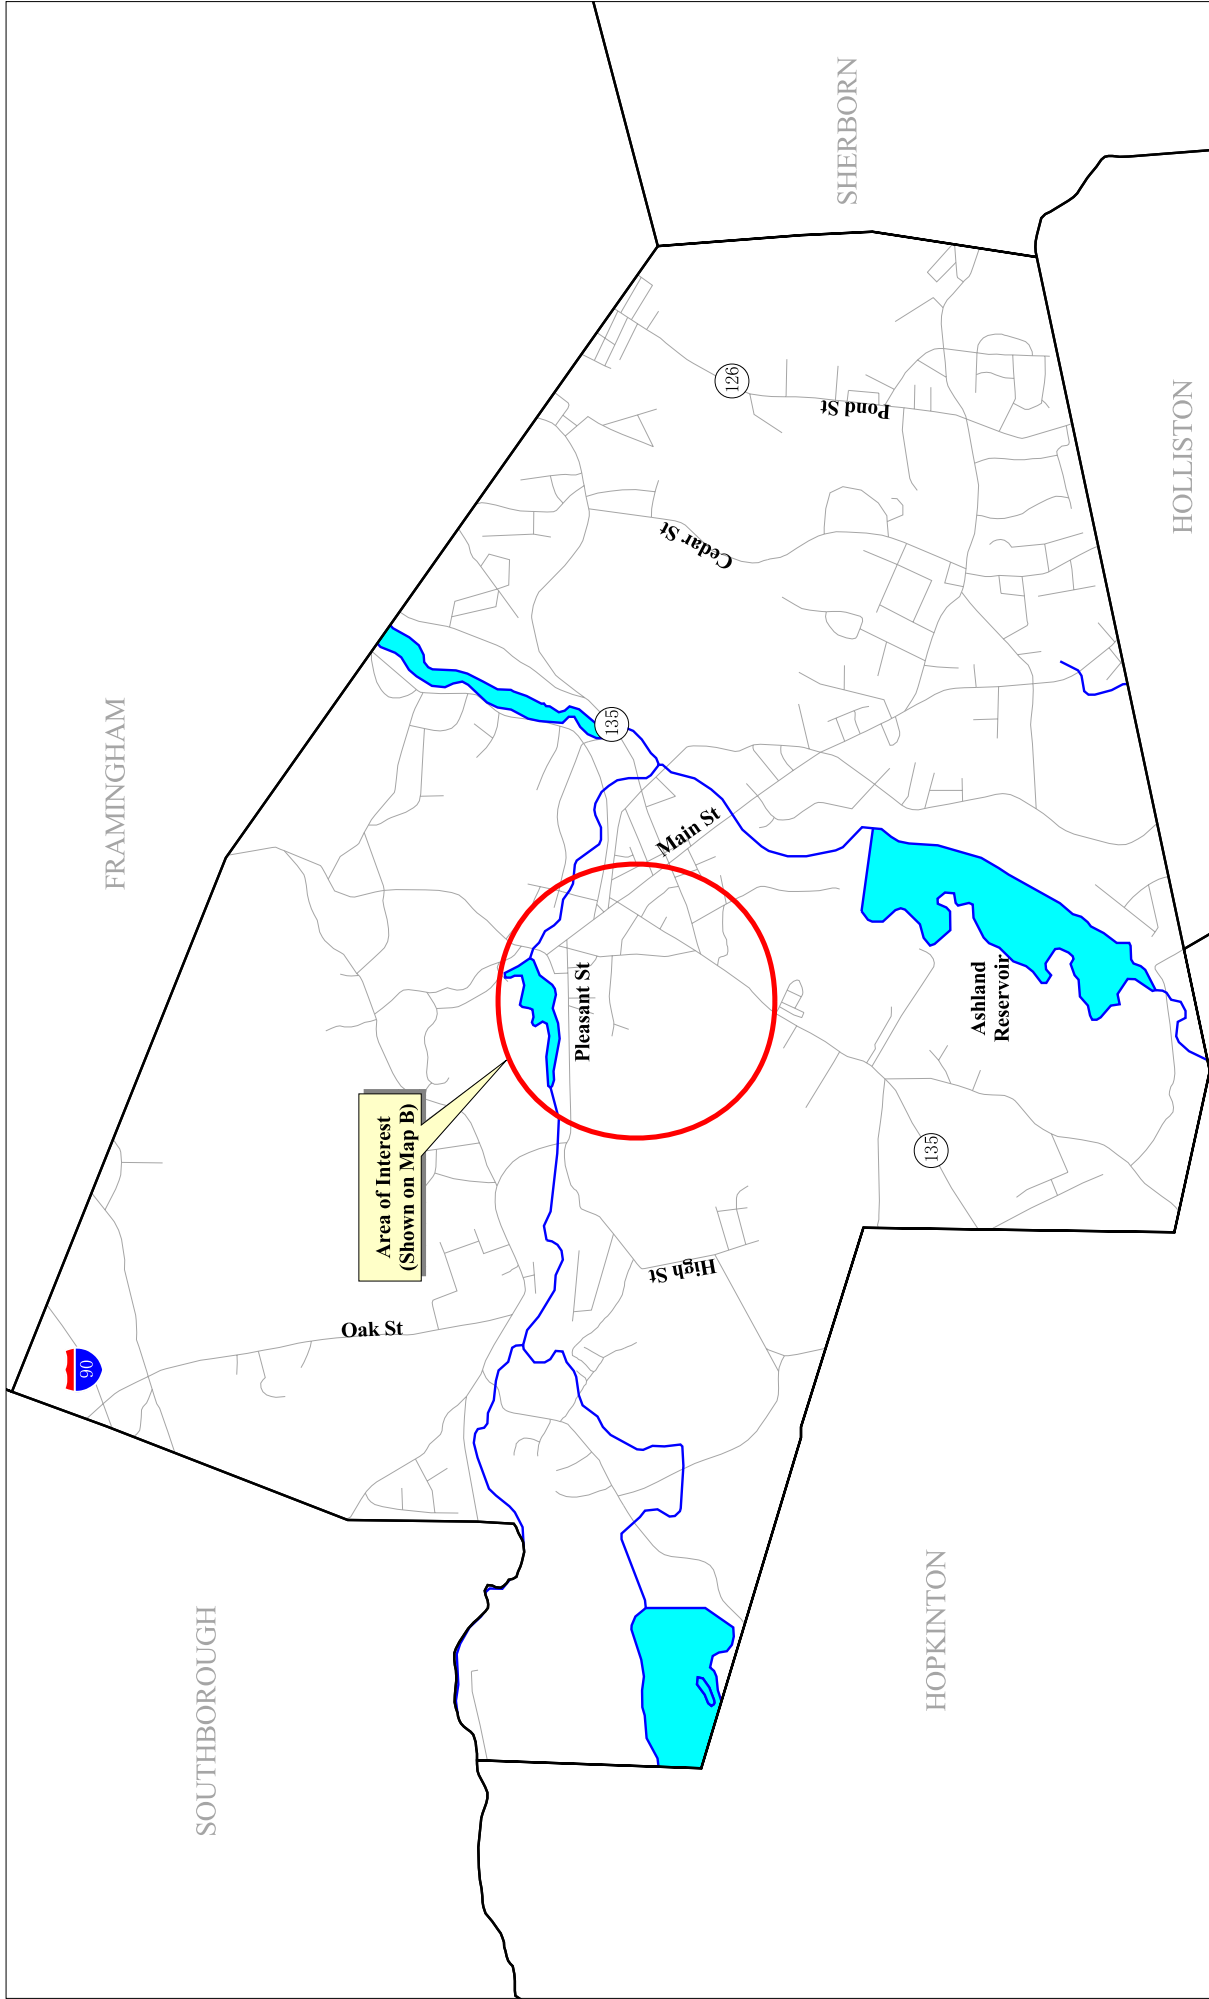 FRAMINGHAM
SHERBORN
HOLLISTON
SOUTHBOROUGH
HOPKINTON
126
Pond St
Cedar St
135
Main St
Pleasant St
Ashland
Reservoir
Area of Interest
(Shown on Map B)
135
High St
Oak St
90